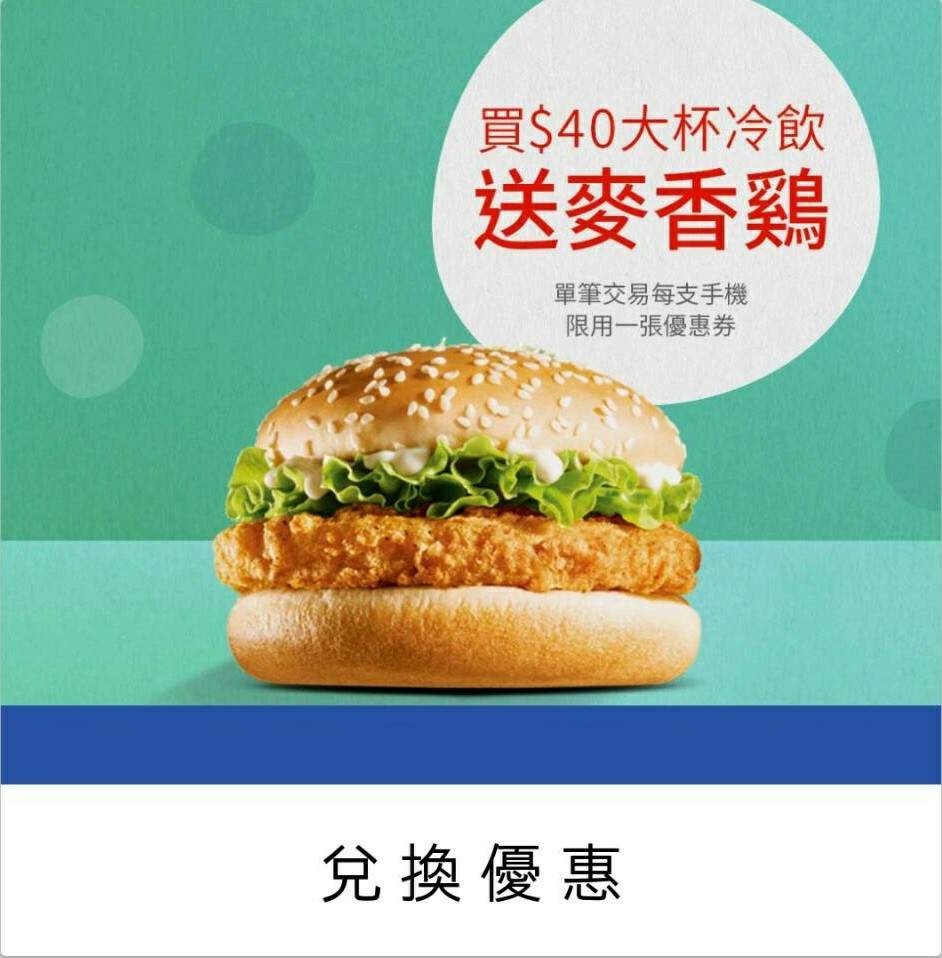 買$40大杯冷飲
送麥香鷄
單筆交易每支手機
限用一張優惠券
兌換優惠